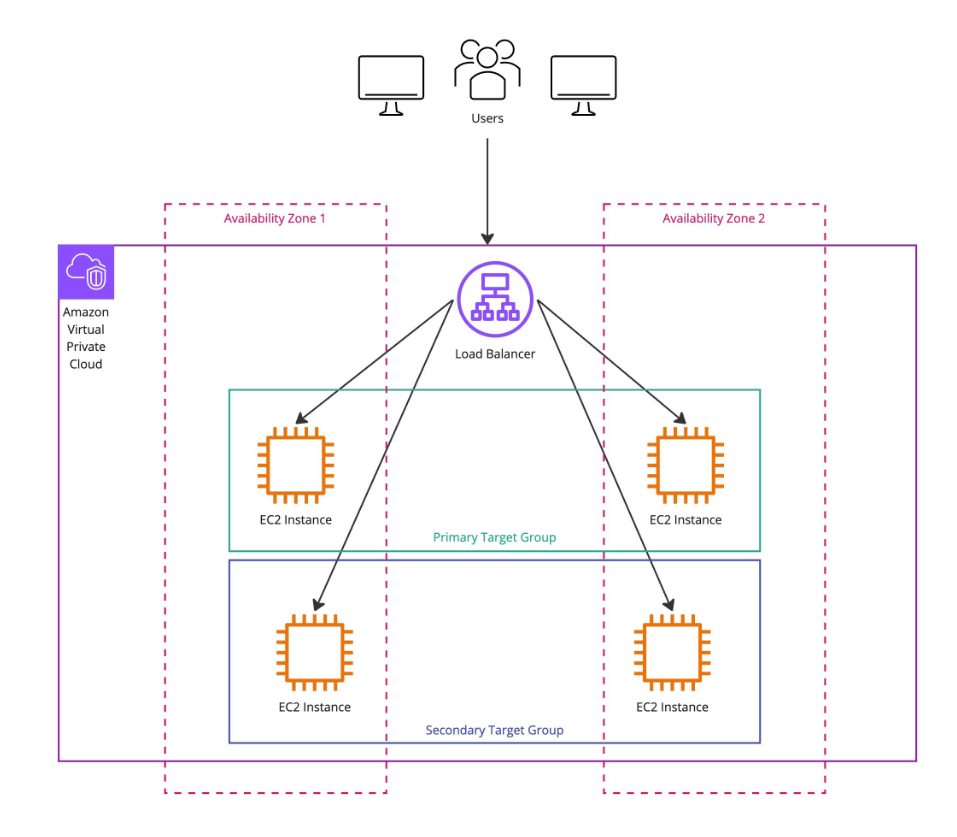 Users
Availability Zone 1
Availability Zone 2
Amazon
Virtual
Private
Cloud
Load Balancer
EC2 Instance
EC2 Instance
Primary Target Group
EC2 Instance
EC2 Instance
Secondary Target Group